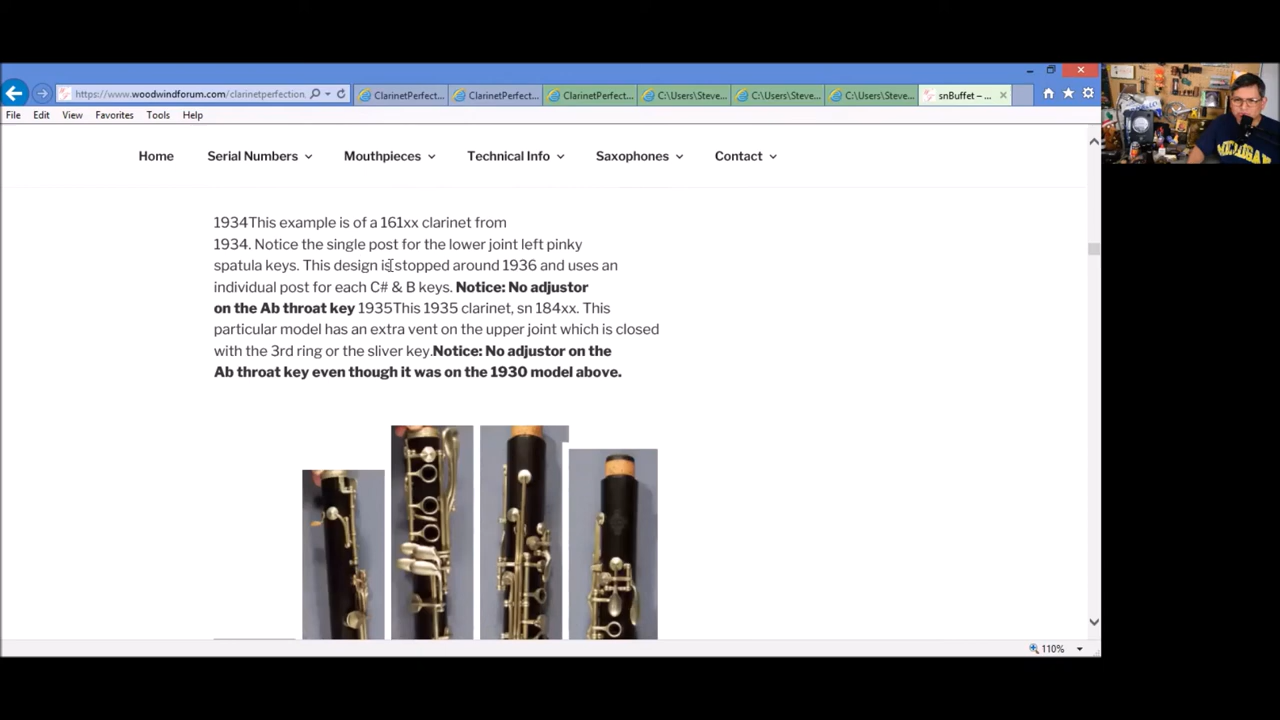 https://www.woodwindforum.com/clarinetperfection
ClarinetPerfect...
ClarinetPerfect...
ClarinetPerfect...
C:\Users\Steve...
C:\Users\Steve...
C:\Users\Steve...
snBuffet – ...
File Edit View Favorites Tools Help
Home Serial Numbers Mouthpieces Technical Info Saxophones Contact
1934This example is of a 161xx clarinet from
1934. Notice the single post for the lower joint left pinky
spatula keys. This design is stopped around 1936 and uses an
individual post for each C# & B keys. Notice: No adjustor
on the Ab throat key 1935This 1935 clarinet, sn 184xx. This
particular model has an extra vent on the upper joint which is closed
with the 3rd ring or the sliver key.Notice: No adjustor on the
Ab throat key even though it was on the 1930 model above.
110%